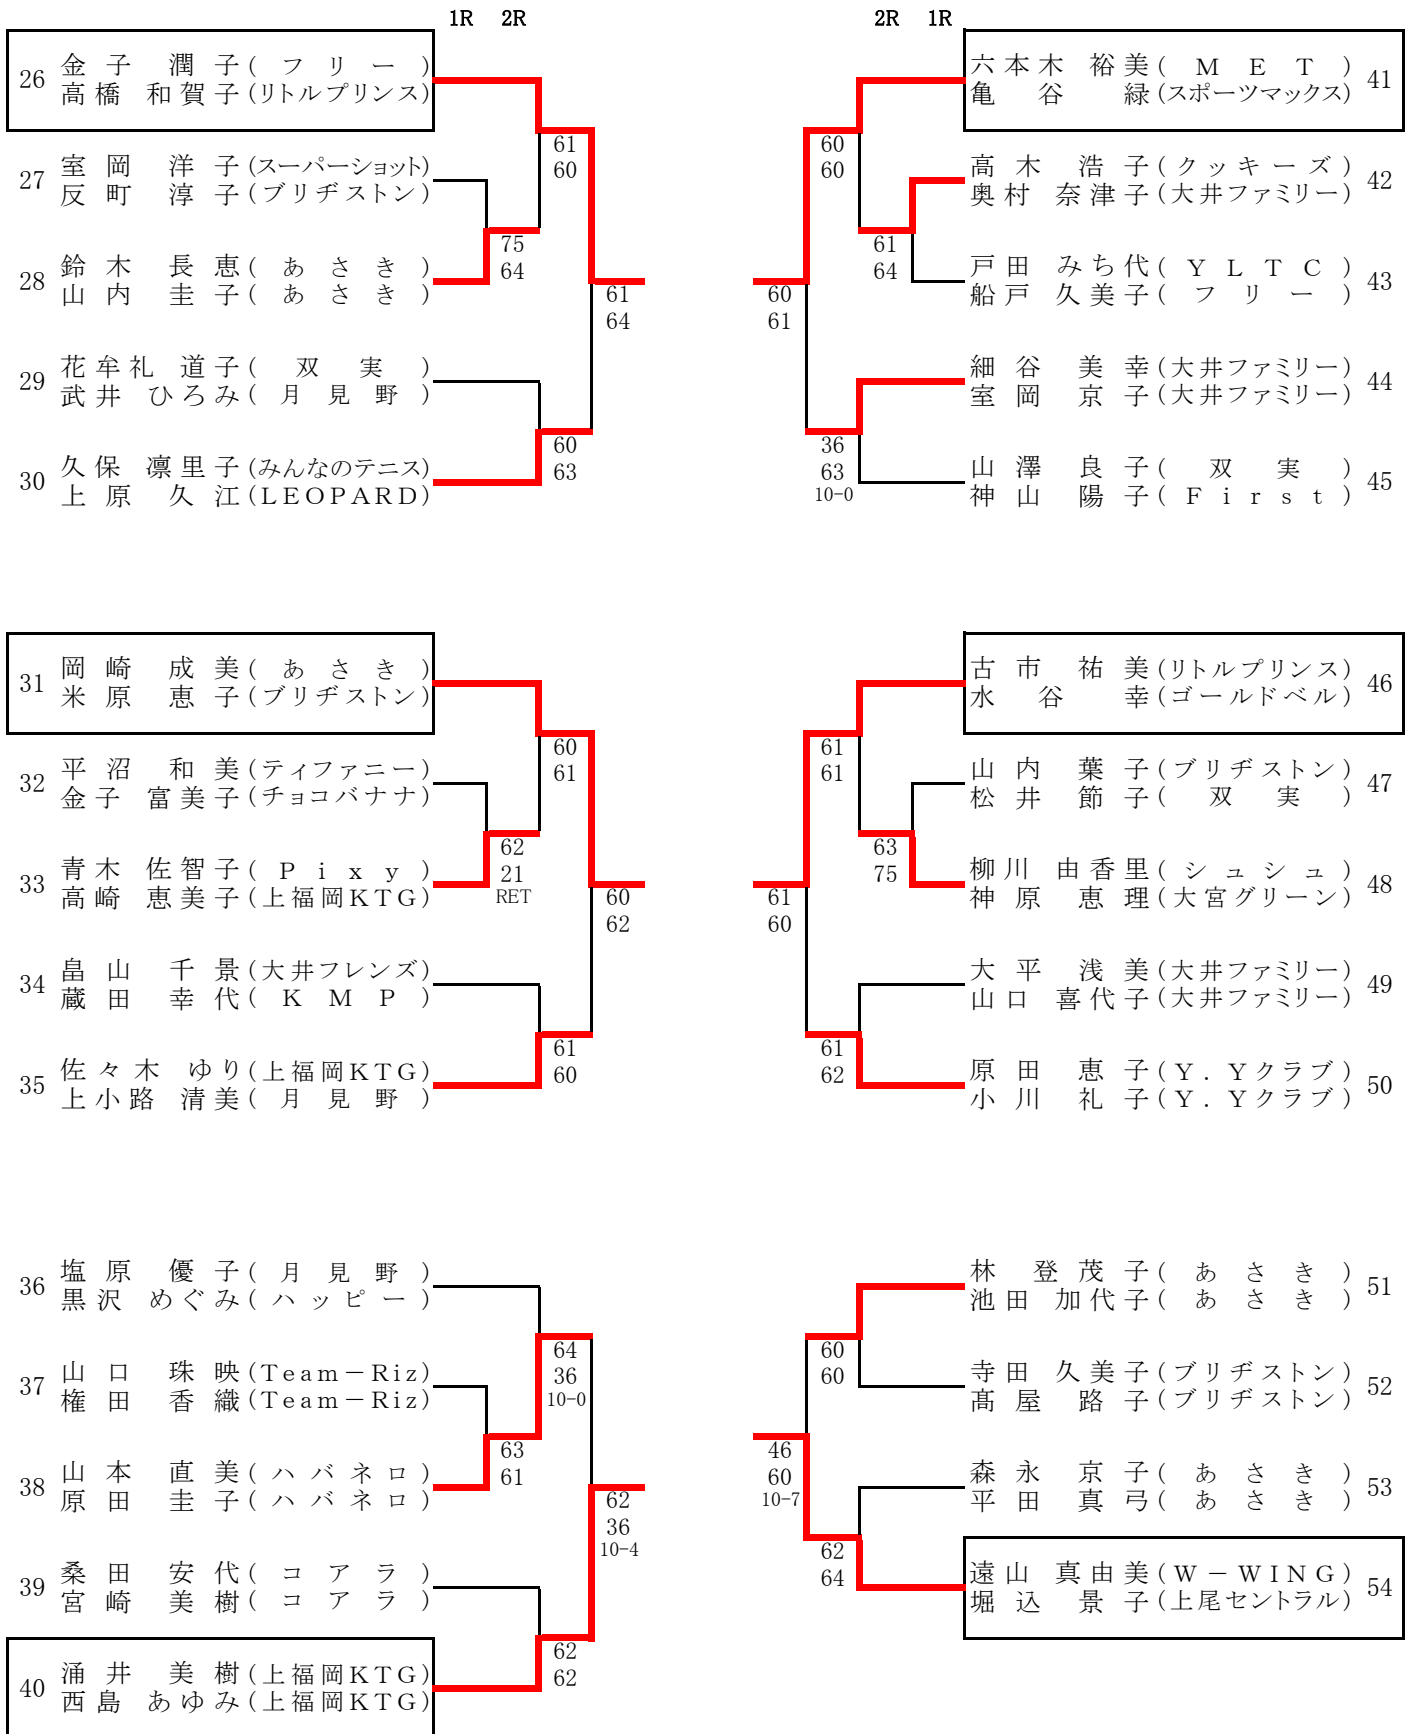 1R 2R
26 金子 潤子(フリー)
高橋 和賀子(リトルプリンス)
61
60
27 室岡 洋子(スーパーショット)
反町 淳子(ブリヂストン)
75
64
28 鈴木 長恵(あさき)
山内 圭子(あさき)
61
64
29 花牟礼 道子(双実)
武井 ひろみ(月見野)
60
63
30 久保 凛里子(みんなのテニス)
上原 久江(LEOPARD)
31 岡崎 成美(あさき)
米原 恵子(ブリヂストン)
60
61
32 平沼 和美(ティファニー)
金子 富美子(チョコバナナ)
62
21
RET
33 青木 佐智子(Pixy)
高崎 恵美子(上福岡KTG)
60
62
34 畠山 千景(大井フレンズ)
蔵田 幸代(KMP)
61
60
35 佐々木 ゆり(上福岡KTG)
上小路 清美(月見野)
36 塩原 優子(月見野)
黒沢 めぐみ(ハッピー)
64
36
10-0
37 山口 珠映(Team－Riz)
権田 香織(Team－Riz)
63
61
38 山本 直美(ハバネロ)
原田 圭子(ハバネロ)
62
36
10-4
39 桑田 安代(コアラ)
宮崎 美樹(コアラ)
62
62
40 涌井 美樹(上福岡KTG)
西島 あゆみ(上福岡KTG)
2R 1R
六本木 裕美(MET) 41
亀谷 緑(スポーツマックス)
60
60
高木 浩子(クッキーズ) 42
奥村 奈津子(大井ファミリー)
61
64
戸田 みち代(YLTC) 43
船戸 久美子(フリー)
60
61
細谷 美幸(大井ファミリー) 44
室岡 京子(大井ファミリー)
36
63
10-0
山澤 良子(双実) 45
神山 陽子(First)
古市 祐美(リトルプリンス) 46
水谷 幸(ゴールドベル)
61
61
山内 葉子(ブリヂストン) 47
松井 節子(双実)
63
75
柳川 由香里(シュシュ) 48
神原 恵理(大宮グリーン)
61
60
大平 浅美(大井ファミリー) 49
山口 喜代子(大井ファミリー)
61
62
原田 恵子(Y.Yクラブ) 50
小川 礼子(Y.Yクラブ)
林 登茂子(あさき) 51
池田 加代子(あさき)
60
60
寺田 久美子(ブリヂストン) 52
髙屋 路子(ブリヂストン)
46
60
10-7
森永 京子(あさき) 53
平田 真弓(あさき)
62
64
遠山 真由美(W－WING) 54
堀込 景子(上尾セントラル)